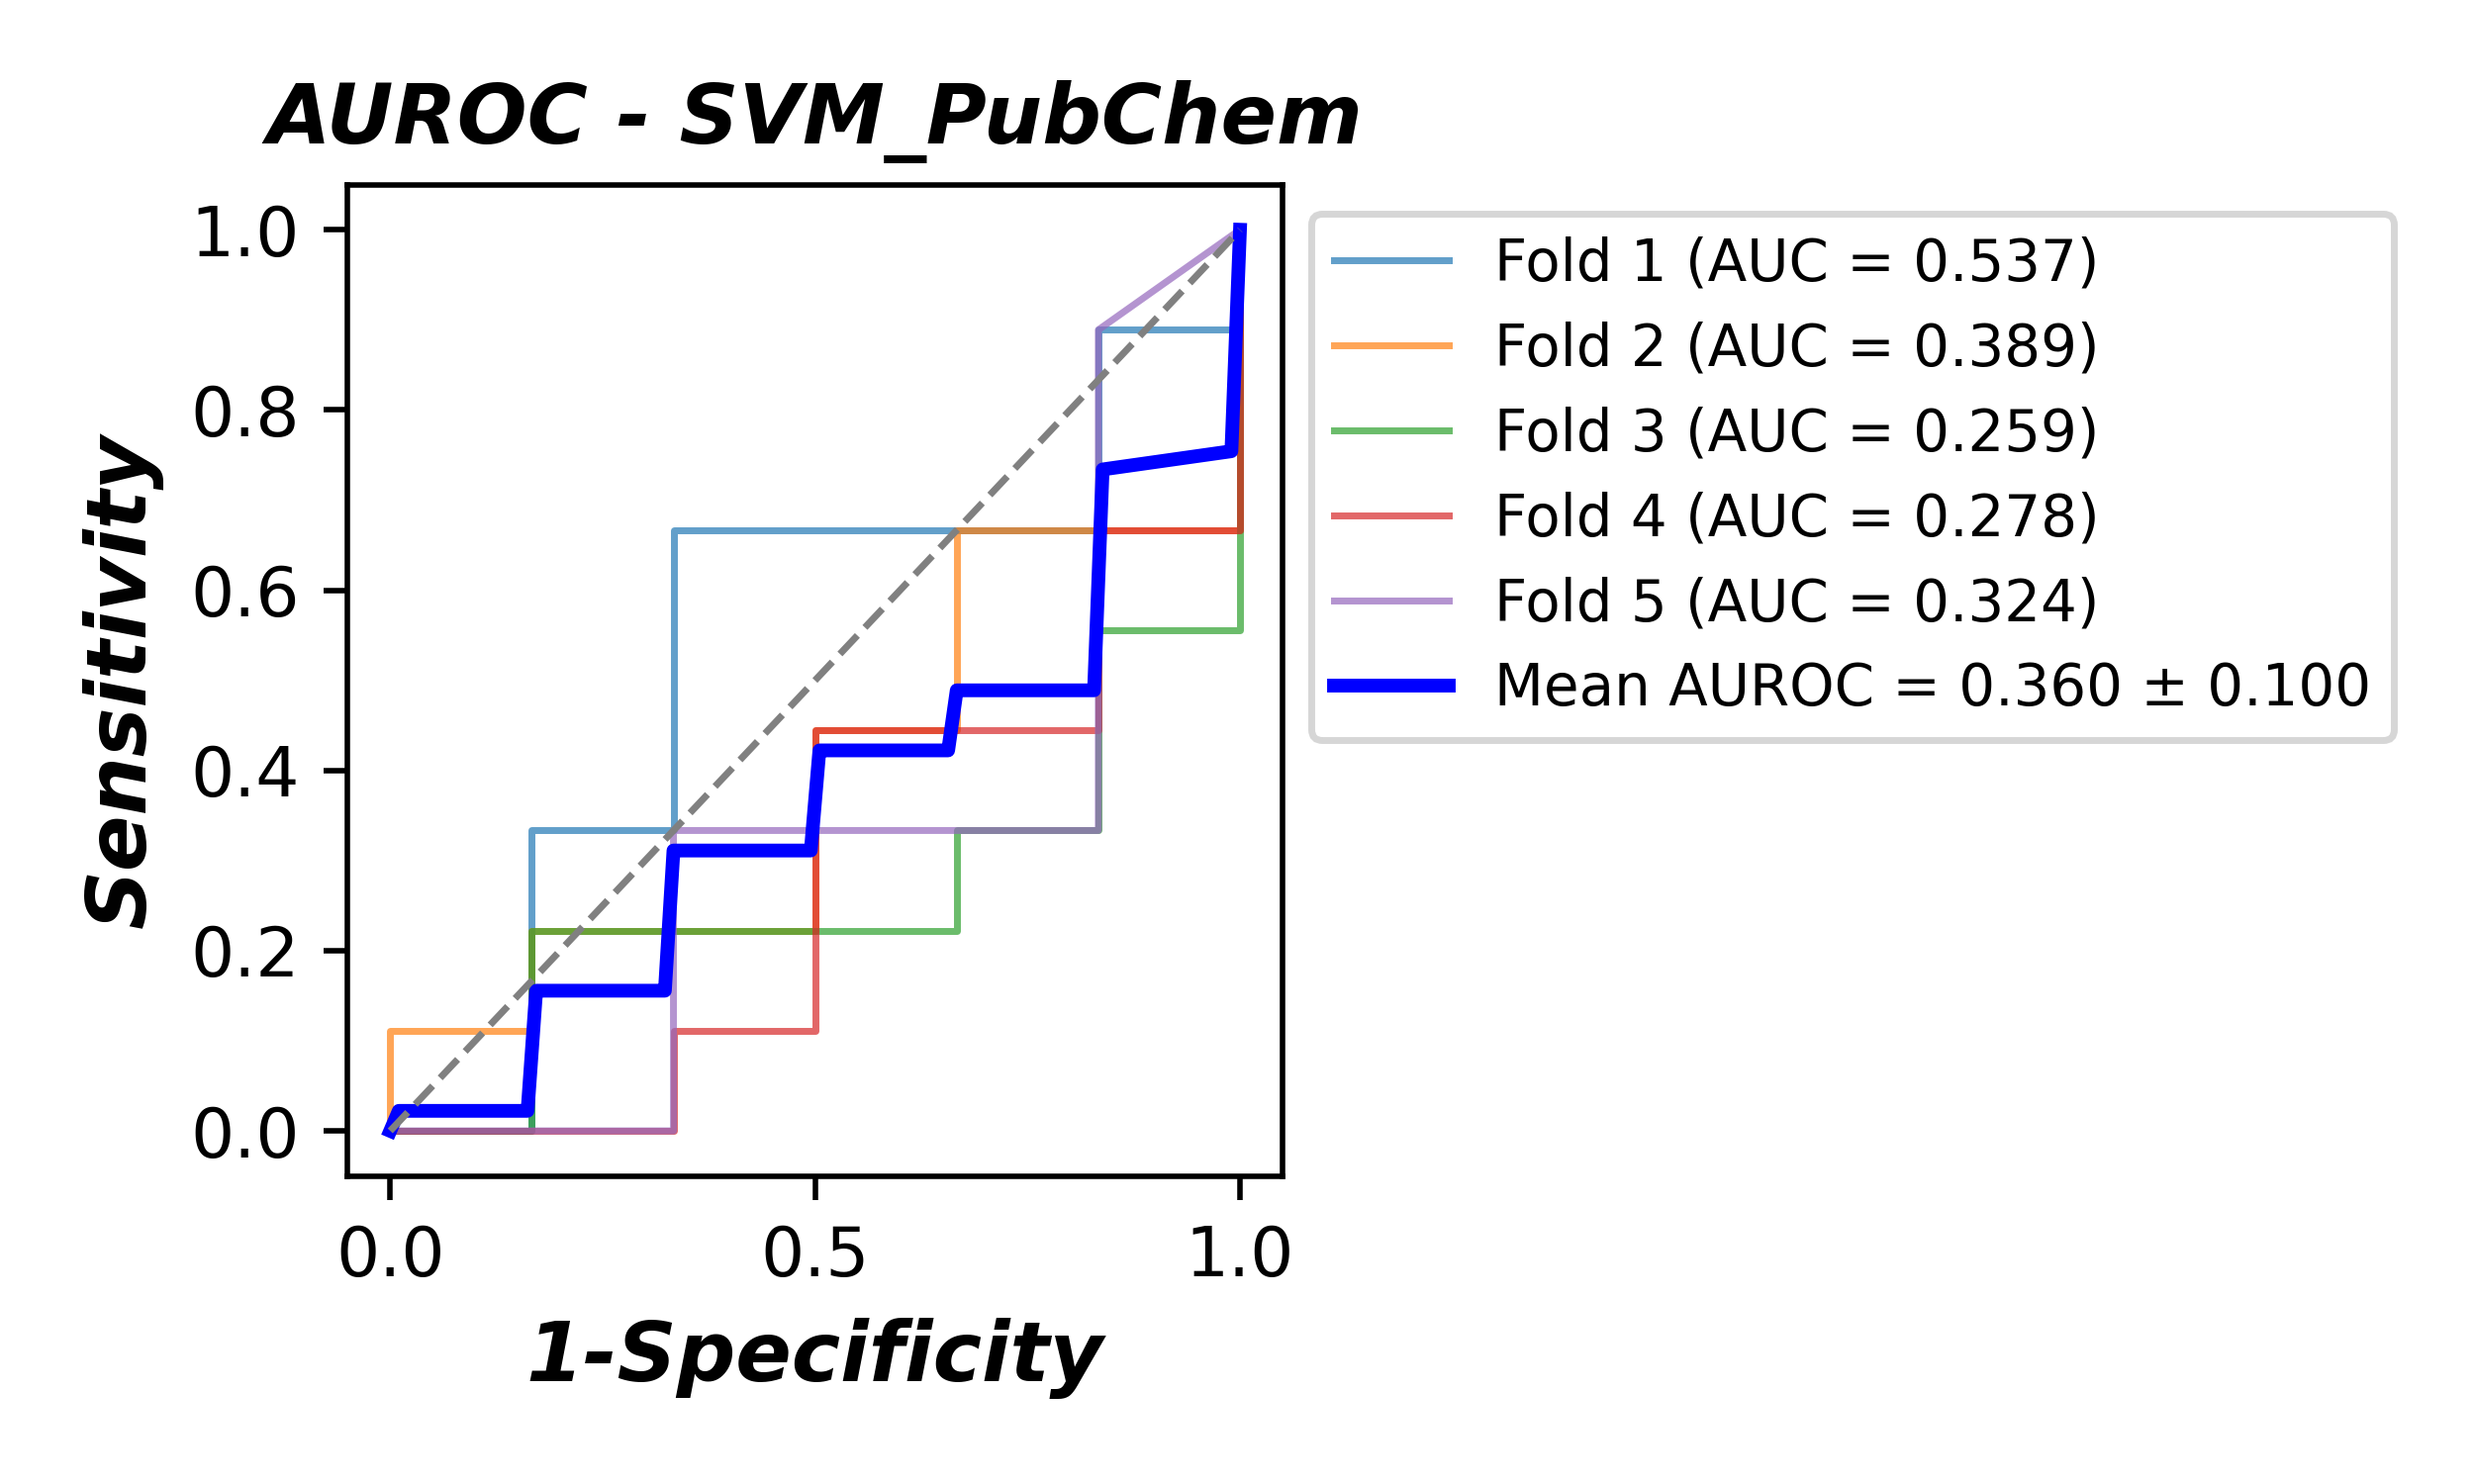 AUROC - SVM_PubChem
Sensitivity
1.0
0.8
0.6
0.4
0.2
0.0
0.0
0.5
1.0
1-Specificity
Fold 1 (AUC = 0.537)
Fold 2 (AUC = 0.389)
Fold 3 (AUC = 0.259)
Fold 4 (AUC = 0.278)
Fold 5 (AUC = 0.324)
Mean AUROC = 0.360 ± 0.100